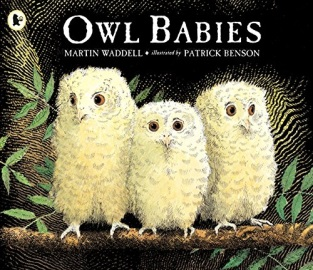 OWL BABIES
MARTIN WADDELL • illustrated by PATRICK BENSON